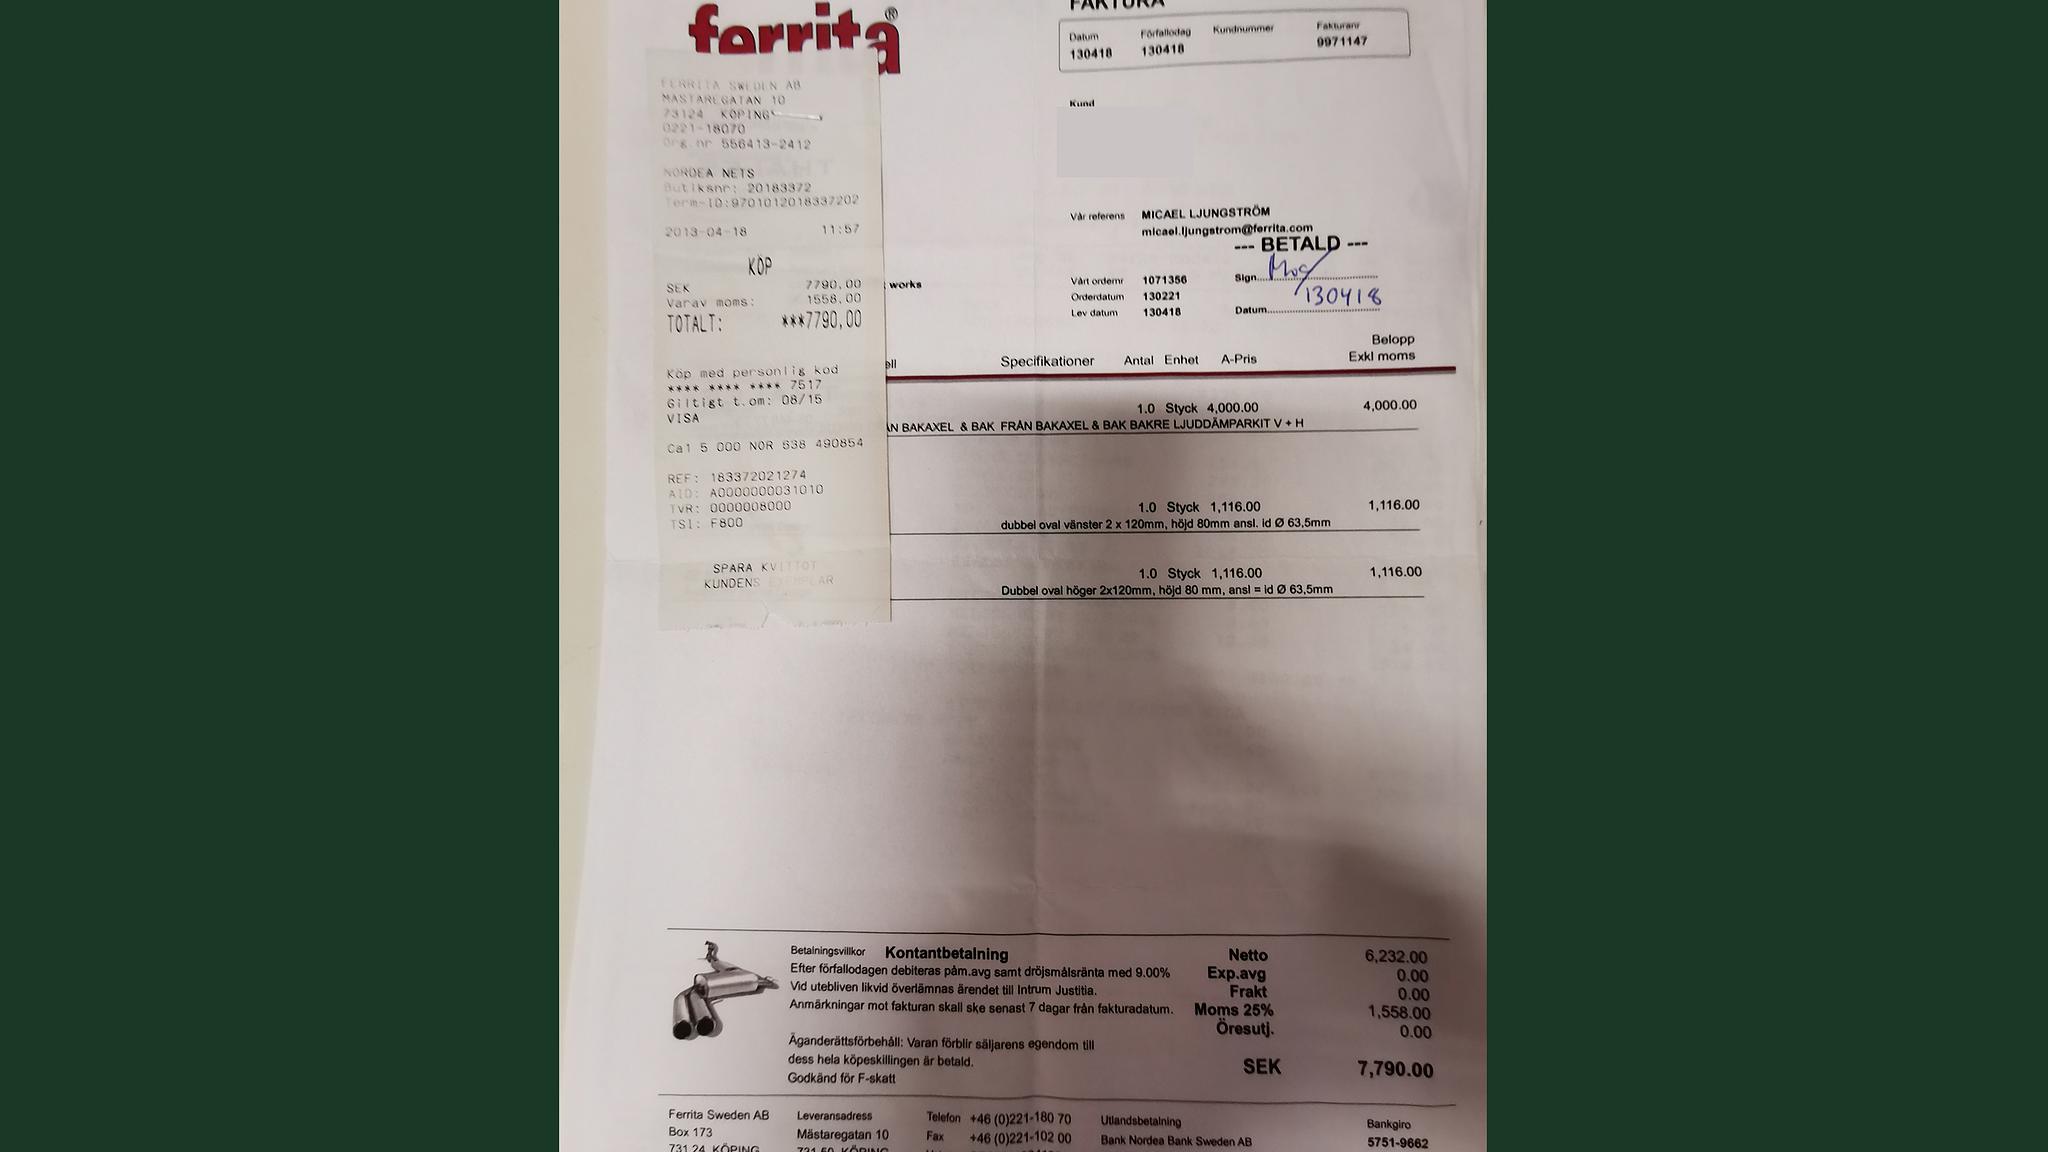 ferrita®
FAKTURA
Datum Förfallodag Kundnummer Fakturanr
130418 130418 9971147
FERRITA SWEDEN AB
MASTAREGATAN 10
73124 KÖPING
0221-18070
Org.nr 556413-2412
NORDEA NETS
Butiksnr: 20183372
Term-ID:9701012018337202
2013-04-18 11:57
KÖP
SEK 7790,00
Varav moms: 1558,00
TOTALT: ***7790,00
Köp med personlig kod
**** **** **** 7517
Giltigt t.om: 08/15
VISA
Ca1 5 000 NOR 638 490854
REF: 183372021274
AID: A0000000031010
TVR: 0000008000
TSI: F800
SPARA KVITTOT
KUNDENS EXEMPLAR
Kund
Vår referens MICAEL LJUNGSTRÖM
micael.ljungstrom@ferrita.com
--- BETALD ---
works
Vårt ordernr 1071356 Sign.
Orderdatum 130221 130418
Lev datum 130418 Datum
Belopp
ell Specifikationer Antal Enhet A-Pris Exkl moms
1.0 Styck 4,000.00 4,000.00
ÅN BAKAXEL & BAK FRÅN BAKAXEL & BAK BAKRE LJUDDÄMPARKIT V + H
1.0 Styck 1,116.00 1,116.00
dubbel oval vänster 2 x 120mm, höjd 80mm ansl. id Ø 63,5mm
1.0 Styck 1,116.00 1,116.00
Dubbel oval höger 2x120mm, höjd 80 mm, ansl = id Ø 63,5mm
Betalningsvillkor Kontantbetalning Netto 6,232.00
Efter förfallodagen debiteras påm.avg samt dröjsmålsränta med 9.00% Exp.avg 0.00
Vid utebliven likvid överlämnas ärendet till Intrum Justitia. Frakt 0.00
Anmärkningar mot fakturan skall ske senast 7 dagar från fakturadatum. Moms 25% 1,558.00
Öresutj. 0.00
Äganderättsförbehåll: Varan förblir säljarens egendom till
dess hela köpeskillingen är betald. SEK 7,790.00
Godkänd för F-skatt
Ferrita Sweden AB Leveransadress Telefon +46 (0)221-180 70 Utlandsbetalning Bankgiro
Box 173 Mästaregatan 10 Fax +46 (0)221-102 00 Bank Nordea Bank Sweden AB 5751-9662
731 24 KÖPING 731 50 KÖPING